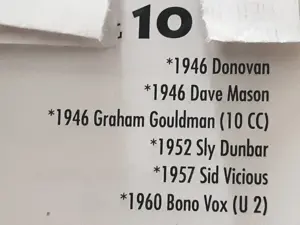 : 10
*1946 Donovan
*1946 Dave Mason
*1946 Graham Gouldman (10 CC)
*1952 Sly Dunbar
*1957 Sid Vicious
*1960 Bono Vox (U 2)